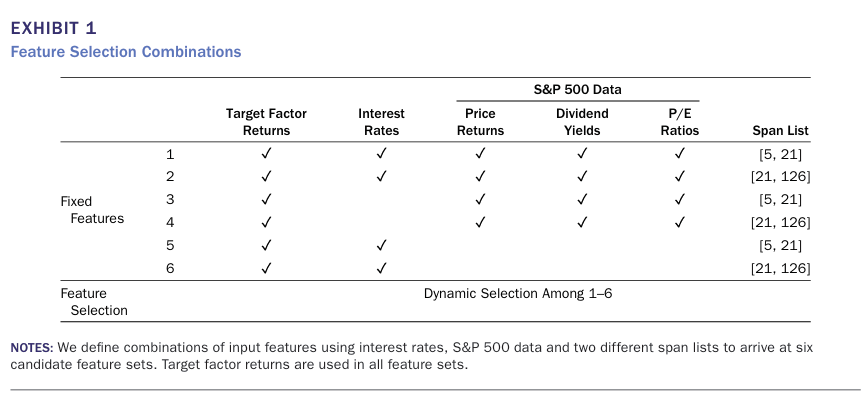 EXHIBIT 1
Feature Selection Combinations
S&P 500 Data
Target Factor Interest Price Dividend P/E
Returns Rates Returns Yields Ratios Span List
1 ✓ ✓ ✓ ✓ ✓ [5, 21]
2 ✓ ✓ ✓ ✓ ✓ [21, 126]
Fixed
Features
3 ✓ ✓ ✓ ✓ [5, 21]
4 ✓ ✓ ✓ ✓ [21, 126]
5 ✓ ✓ [5, 21]
6 ✓ ✓ [21, 126]
Feature
Selection
Dynamic Selection Among 1–6
NOTES: We define combinations of input features using interest rates, S&P 500 data and two different span lists to arrive at six
candidate feature sets. Target factor returns are used in all feature sets.